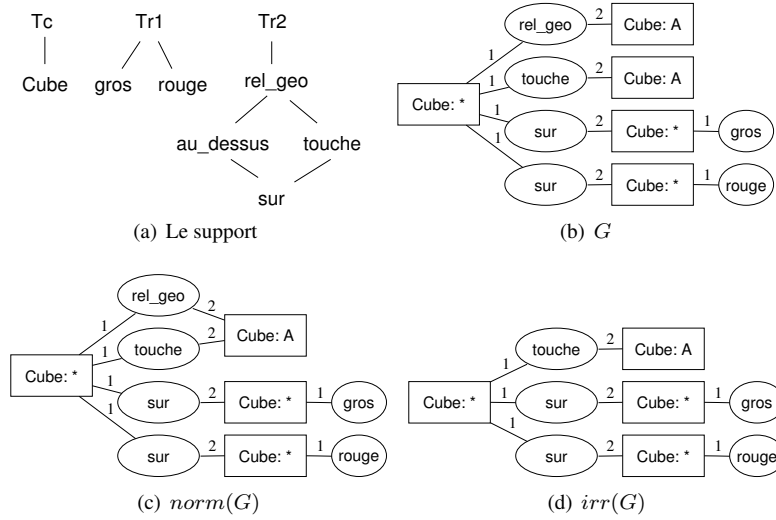 Tc Tr1 Tr2
Cube gros rouge rel_geo
au_dessus touche
sur
(a) Le support
rel_geo 2 Cube: A
1
touche 2 Cube: A
1
Cube: *
1
sur 2 Cube: * 1 gros
1
sur 2 Cube: * 1 rouge
(b) G
rel_geo 2
1
touche 2 Cube: A
1
Cube: *
1
sur 2 Cube: * 1 gros
1
sur 2 Cube: * 1 rouge
(c) norm(G)
touche 2 Cube: A
1
Cube: * 1 sur 2 Cube: * 1 gros
1
sur 2 Cube: * 1 rouge
(d) irr(G)